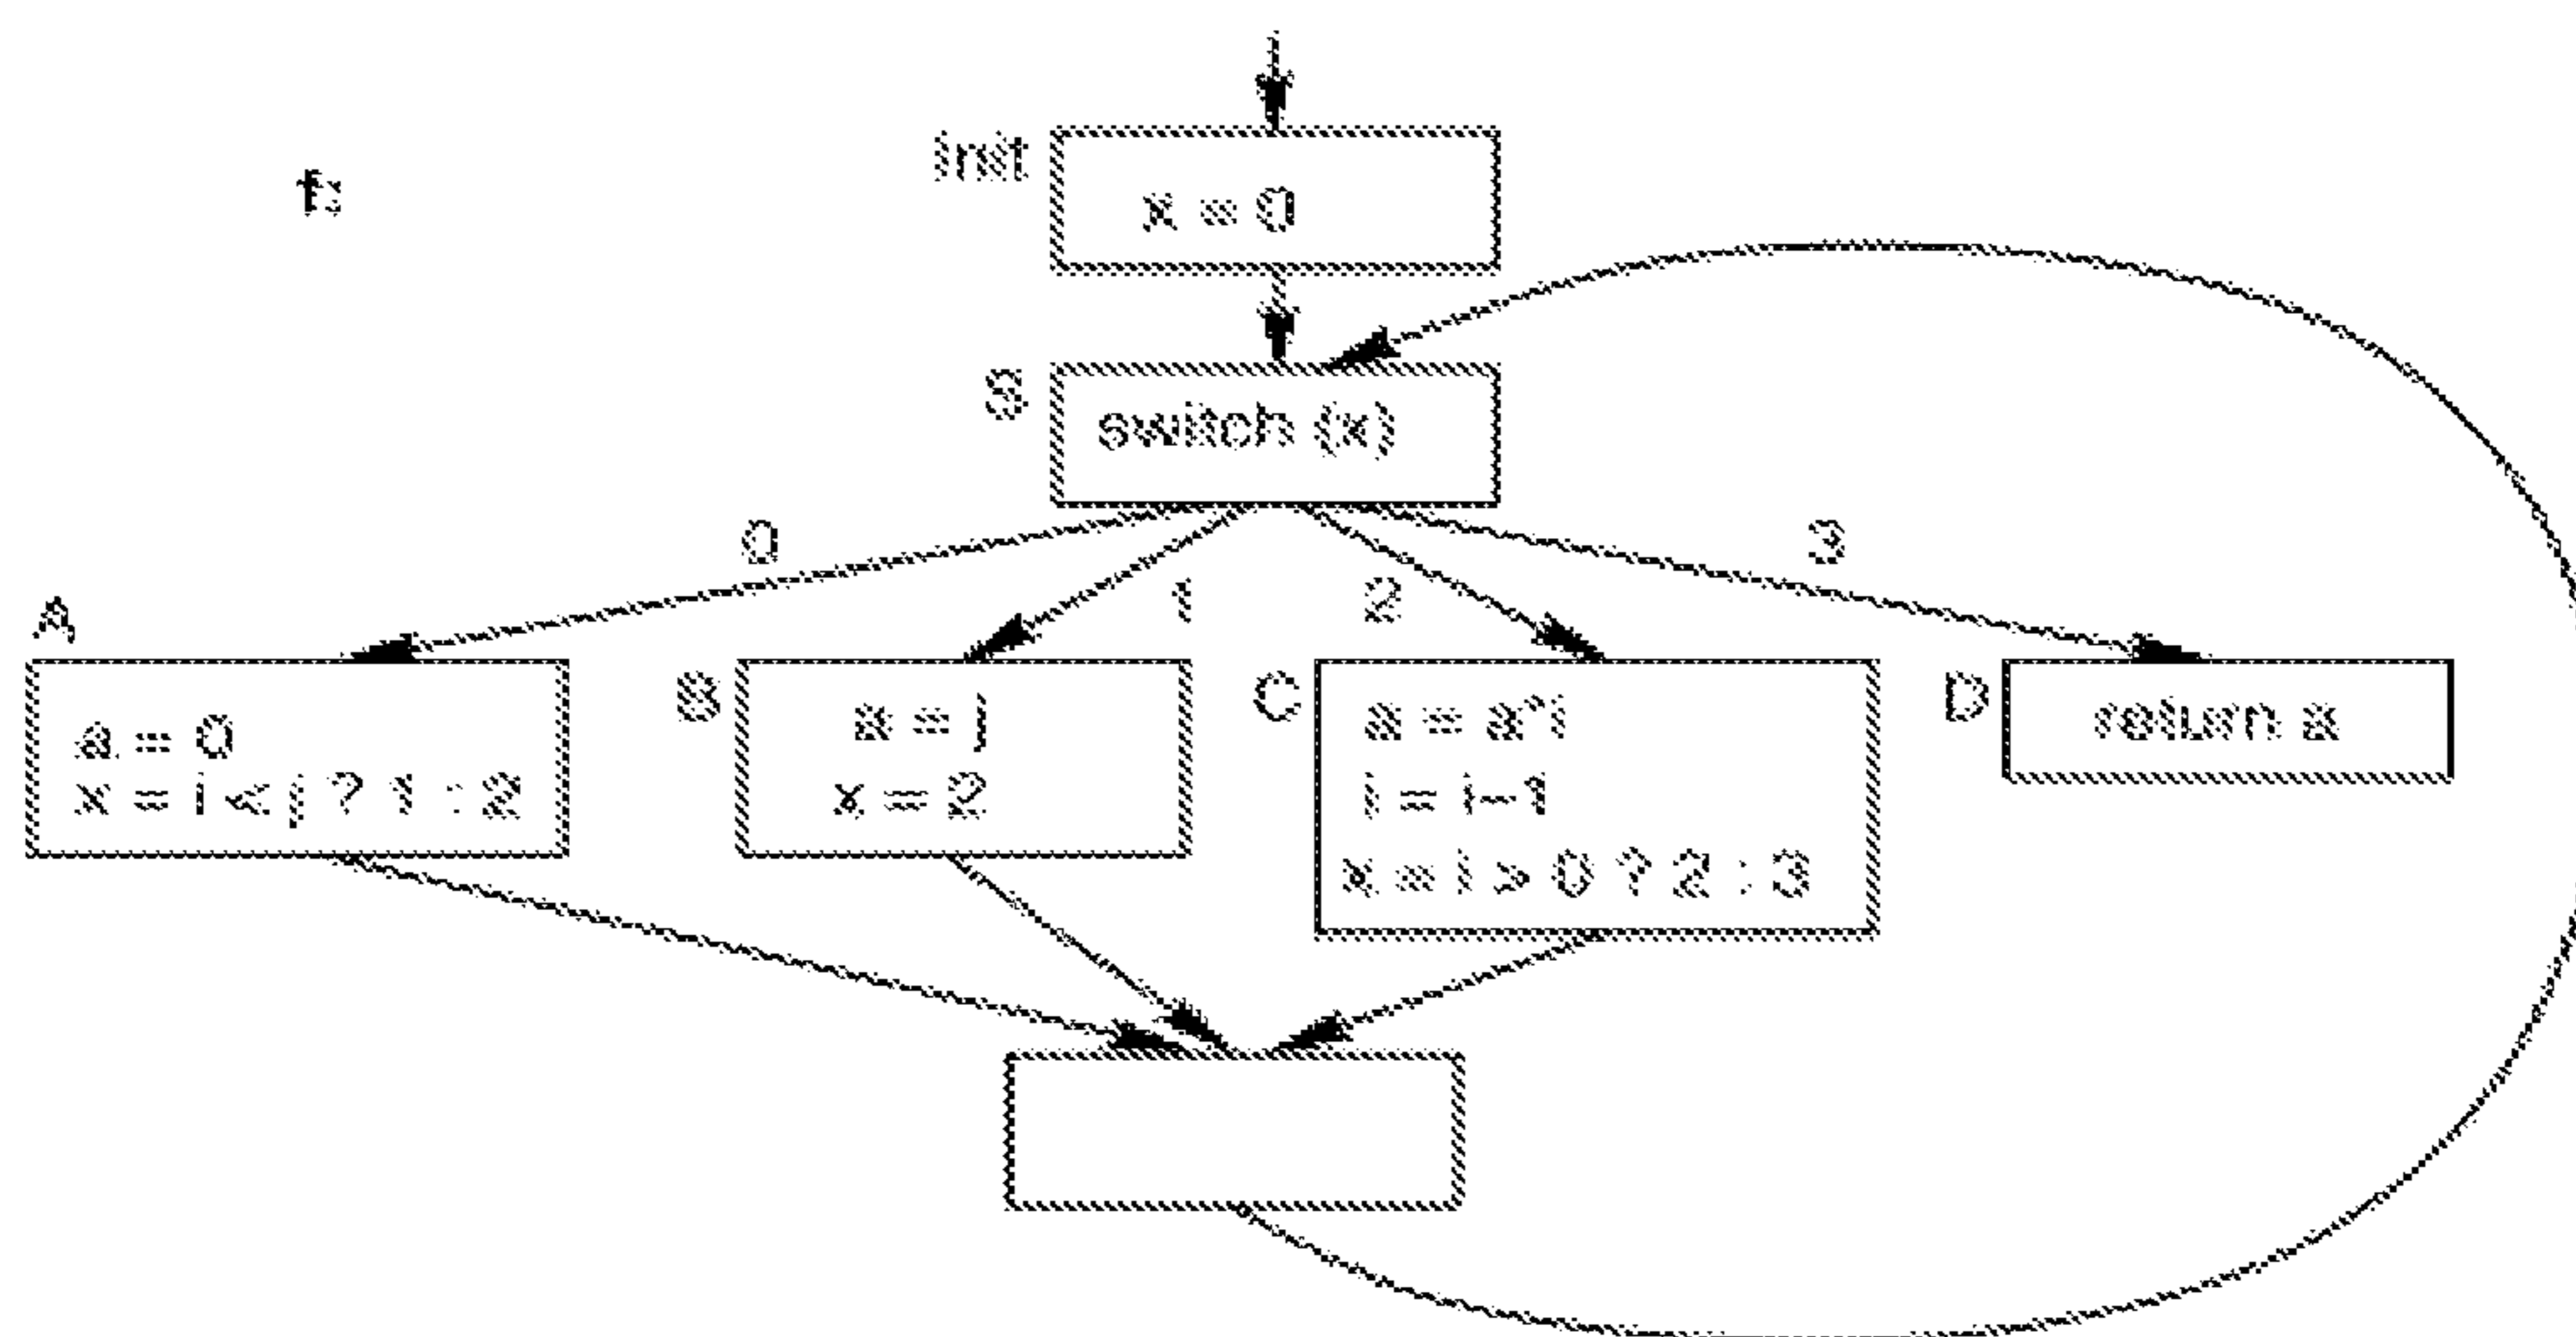 f:
Init
x = 0
S
switch (x)
0
1
2
3
A
a = 0
x = i < j ? 1 : 2
B
a = j
x = 2
C
a = a^i
i = i-1
x = i > 0 ? 2 : 3
D
return a